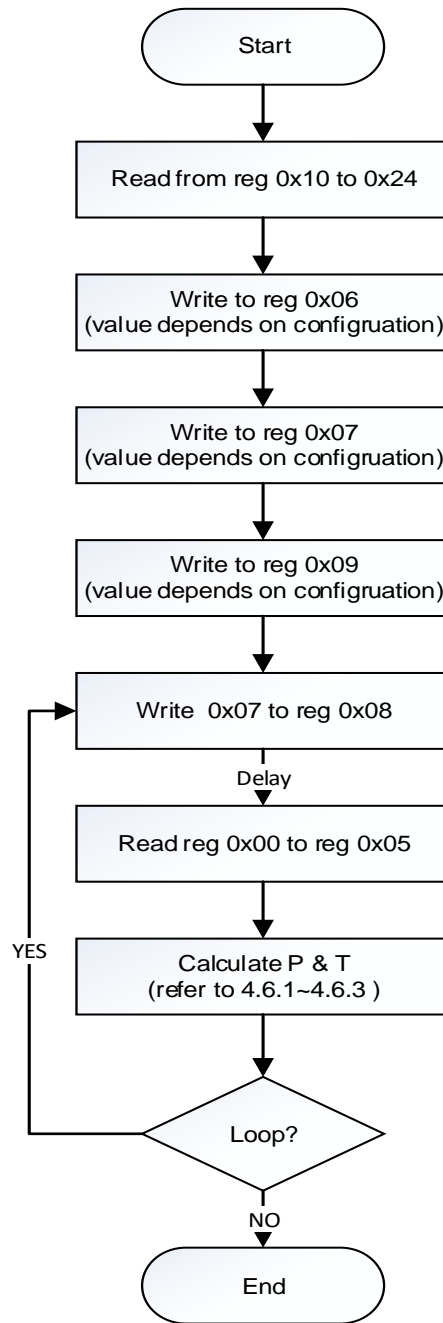 Start
Read from reg 0x10 to 0x24
Write to reg 0x06
(value depends on configruation)
Write to reg 0x07
(value depends on configruation)
Write to reg 0x09
(value depends on configruation)
Write 0x07 to reg 0x08
Delay
Read reg 0x00 to reg 0x05
YES
Calculate P & T
(refer to 4.6.1~4.6.3 )
Loop?
NO
End